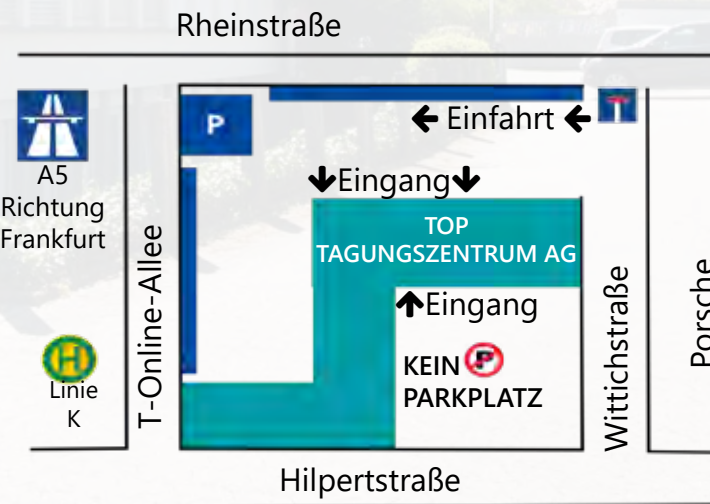 Rheinstraße
P
← Einfahrt ←
A5
Richtung
Frankfurt
↓Eingang↓
TOP
TAGUNGSZENTRUM AG
T-Online-Allee
↑Eingang
Wittichstraße
Porsche
H
Linie
K
KEIN P
PARKPLATZ
Hilpertstraße